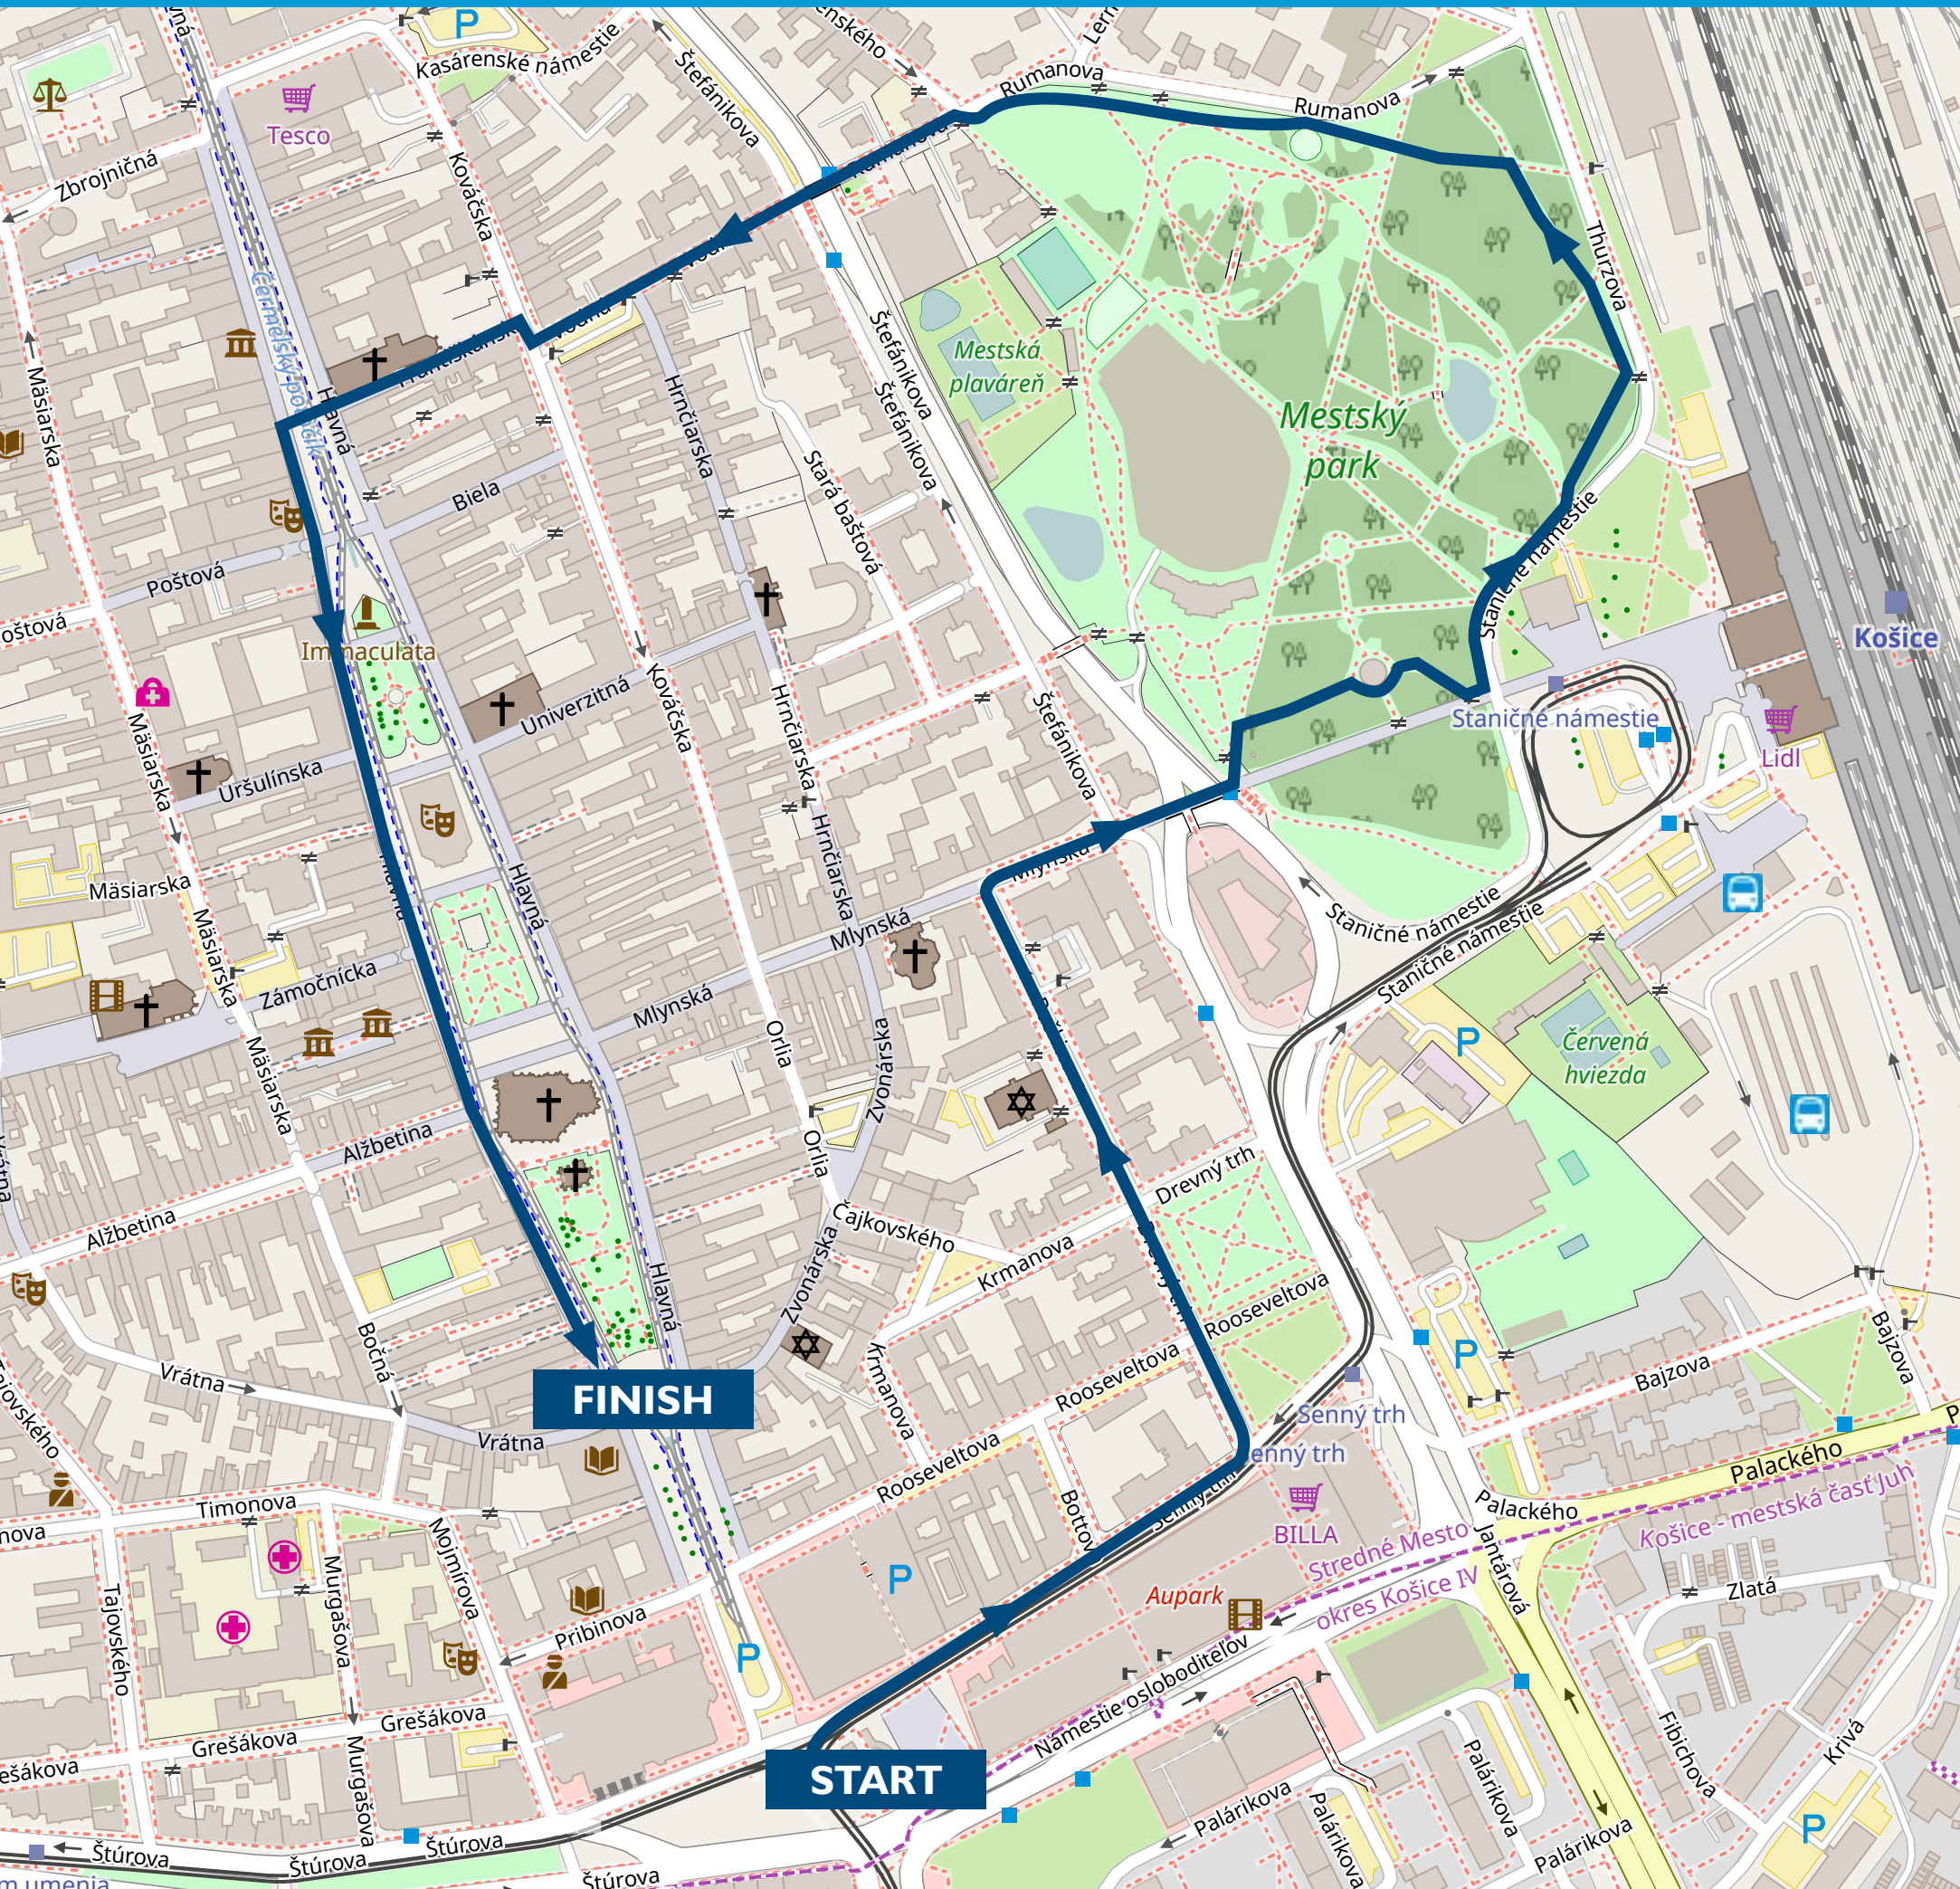 Kasárenské námestie
Štefánikova
Rumanova
Rumanova
Tesco
Zbrojničná
Kováčska
Thurzova
Mestská
plaváreň
Mestský
park
Štefánikova
Štefánikova
Hlavná
Mäsiarska
Hrnčiarska
Biela
Stará baštová
Poštová
Staničné námestie
Košice
Immaculata
Univerzitná
Kováčska
Hrnčiarska
Štefánikova
Staničné námestie
Lidl
Mäsiarska
Uršulínska
Hrnčiarska
Mäsiarska
Hlavná
Mlynská
Staničné námestie
Staničné námestie
Mäsiarska
Zámočnícka
Mlynská
Orlia
Zvonárska
Červená
hviezda
Mäsiarska
Alžbetina
Alžbetina
Orlia
Drevný trh
Čajkovského
Krmanova
Zvonárska
Hlavná
Rooseveltova
Krmanova
Bočná
Vrátna
Rooseveltova
Bajzova
Bajzova
FINISH
Senný trh
Vrátna
Rooseveltova
Palackého
Palackého
BILLA
Stredné Mesto
Košice - mestská časť Juh
Timonova
Mojmírova
Murgašova
Tajovského
Aupark
okres Košice IV
Jantárová
Zlatá
Pribinova
Námestie osloboditeľov
Grešákova
Grešákova
Murgašova
START
Fibichova
Krivá
Palárikova
Palárikova
Palárikova
Palárikova
Štúrova
Štúrova
Štúrova
Štúrova